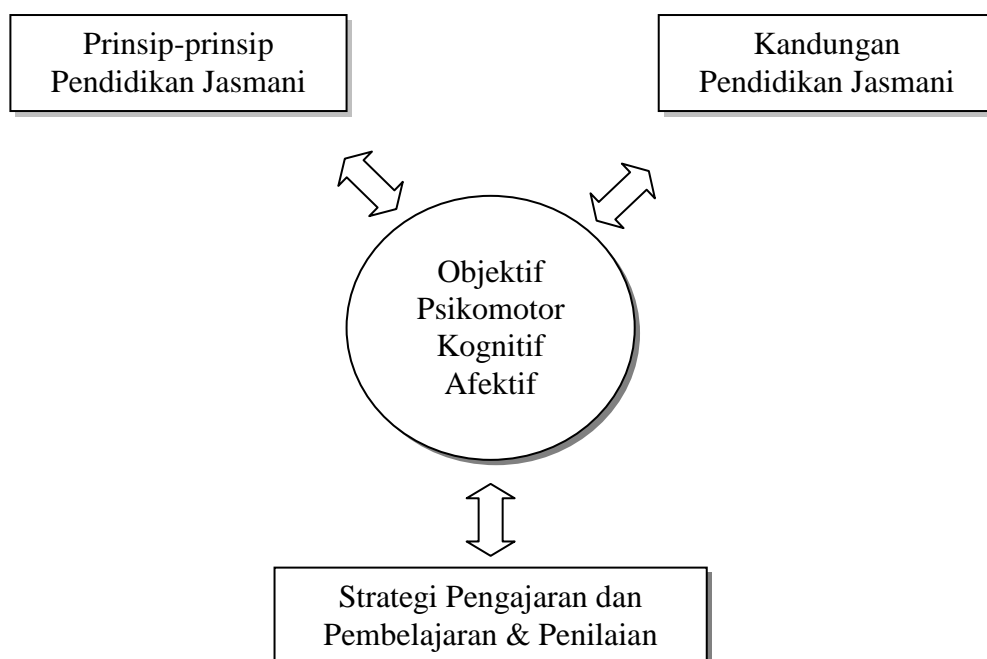 Prinsip-prinsip
Pendidikan Jasmani
Kandungan
Pendidikan Jasmani
Objektif
Psikomotor
Kognitif
Afektif
Strategi Pengajaran dan
Pembelajaran & Penilaian